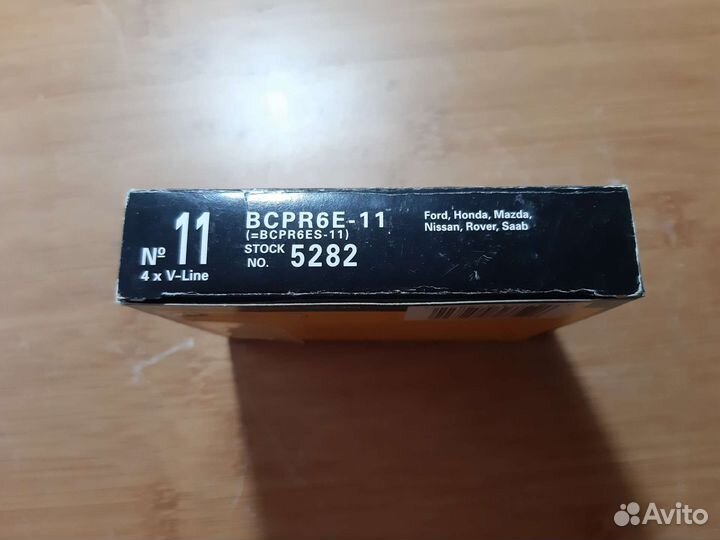 Nº 11
4 x V-Line
BCPR6E-11
(=BCPR6ES-11)
STOCK
NO. 5282
Ford, Honda, Mazda,
Nissan, Rover, Saab
Avito